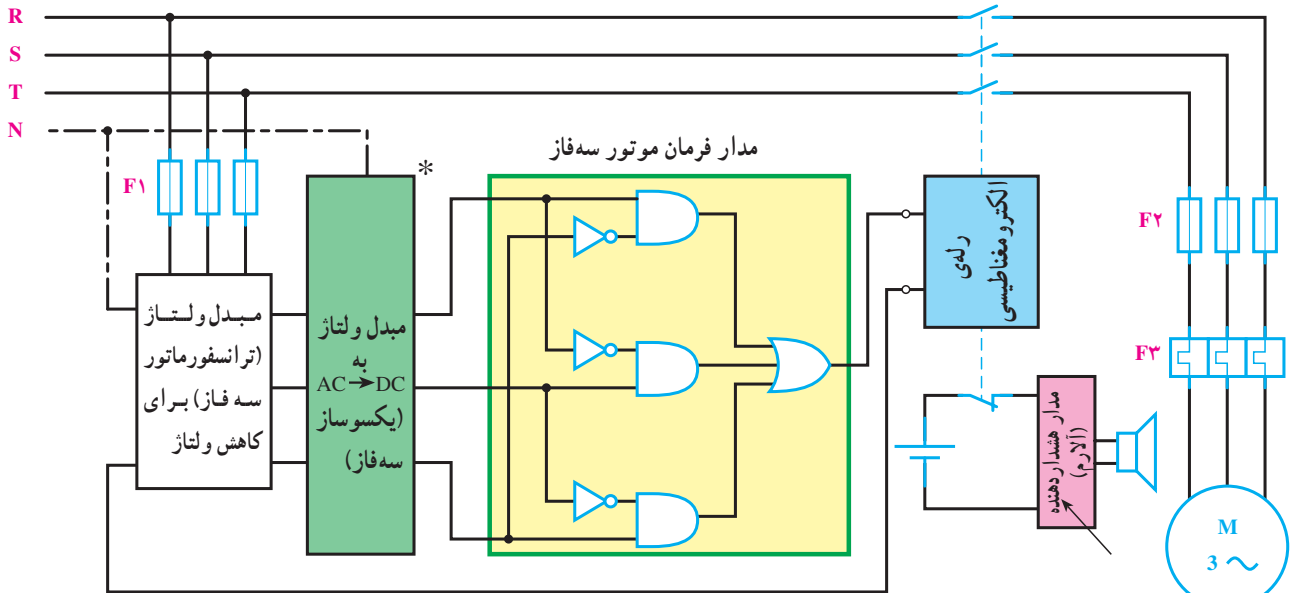 R
S
T
N
F۱
مدار فرمان موتور سه‌فاز
*
مبدل ولتاژ
(ترانسفورماتور
سه فاز) برای
کاهش ولتاژ
مبدل ولتاژ
به
AC→DC
(یکسوساز
سه‌فاز)
رله‌ی
الکترومغناطیسی
مدار هشداردهنده
(آلارم)
F۲
F۳
M
3 ~